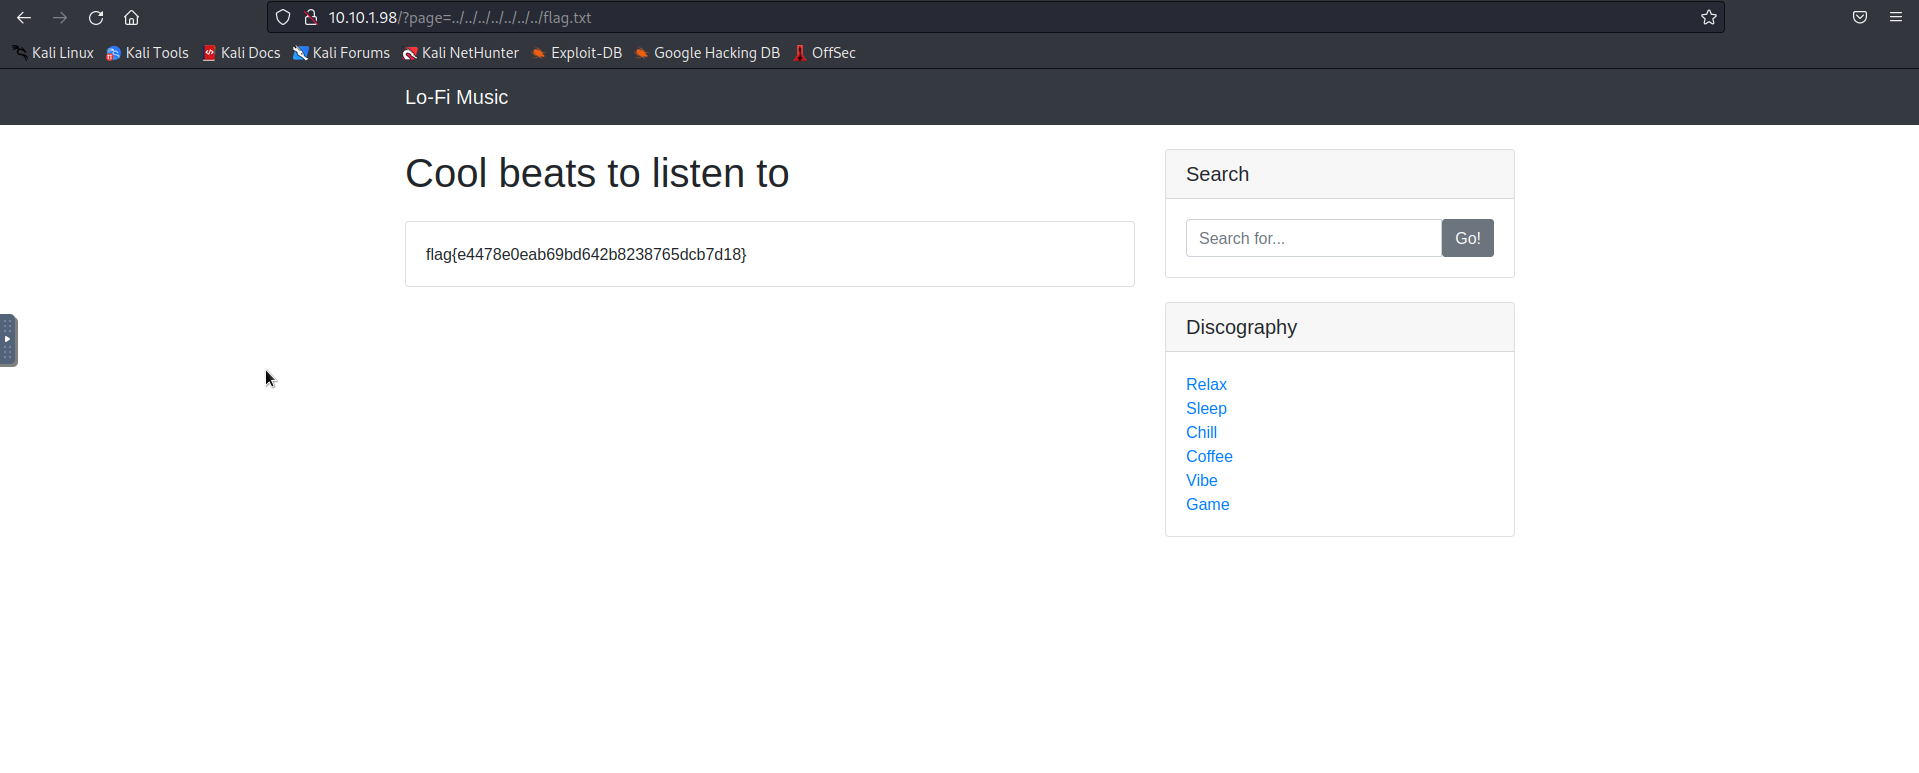 10.10.1.98/?page=../../../../../../../flag.txt
Kali Linux Kali Tools Kali Docs Kali Forums Kali NetHunter Exploit-DB Google Hacking DB OffSec
Lo-Fi Music
Cool beats to listen to
flag{e4478e0eab69bd642b8238765dcb7d18}
Search
Search for... Go!
Discography
Relax
Sleep
Chill
Coffee
Vibe
Game